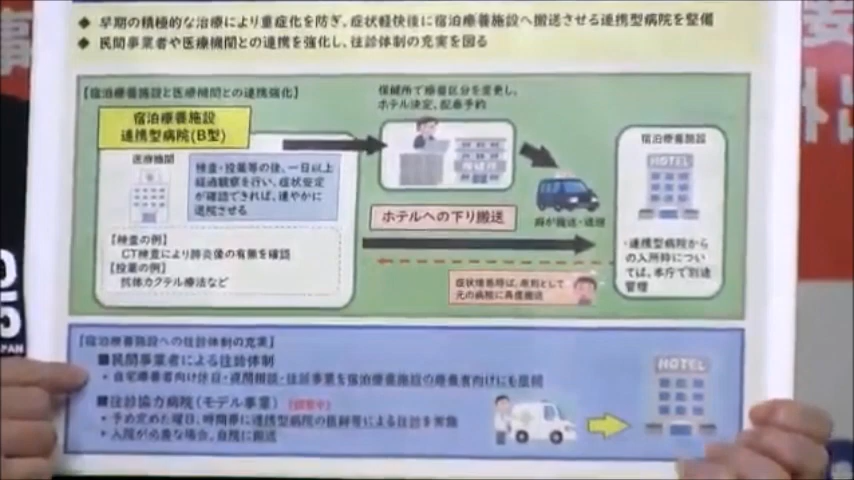 ◆ 早期の積極的な治療により重症化を防ぎ、症状軽快後に宿泊療養施設へ搬送させる連携型病院を整備
◆ 民間事業者や医療機関との連携を強化し、往診体制の充実を図る
【宿泊療養施設と医療機関との連携強化】
宿泊療養施設
連携型病院(B型)
医療機関
検査・投薬等の後、一日以上
経過観察を行い、症状安定
が確認できれば、速やかに
退院させる
【検査の例】
CT検査により肺炎像の有無を確認
【投薬の例】
抗体カクテル療法など
保健所で療養区分を変更し、
ホテル決定、配車予約
ホテルへの下り搬送
府が搬送・
症状増悪時は、原則として
元の病院に再度搬送
宿泊療養施設
HOTEL
・連携型病院から
の入所枠につい
ては、本庁で別途
管理
【宿泊療養施設への往診体制の充実】
■民間事業者による往診体制
・自宅療養者向け休日・夜間相談・往診事業を宿泊療養施設の療養者向けにも展開
■往診協力病院(モデル事業)
・予め定めた曜日、時間帯に連携型病院の医師等による往診を実施
・入院が必要な場合、自院に搬送
HOTEL
PAN